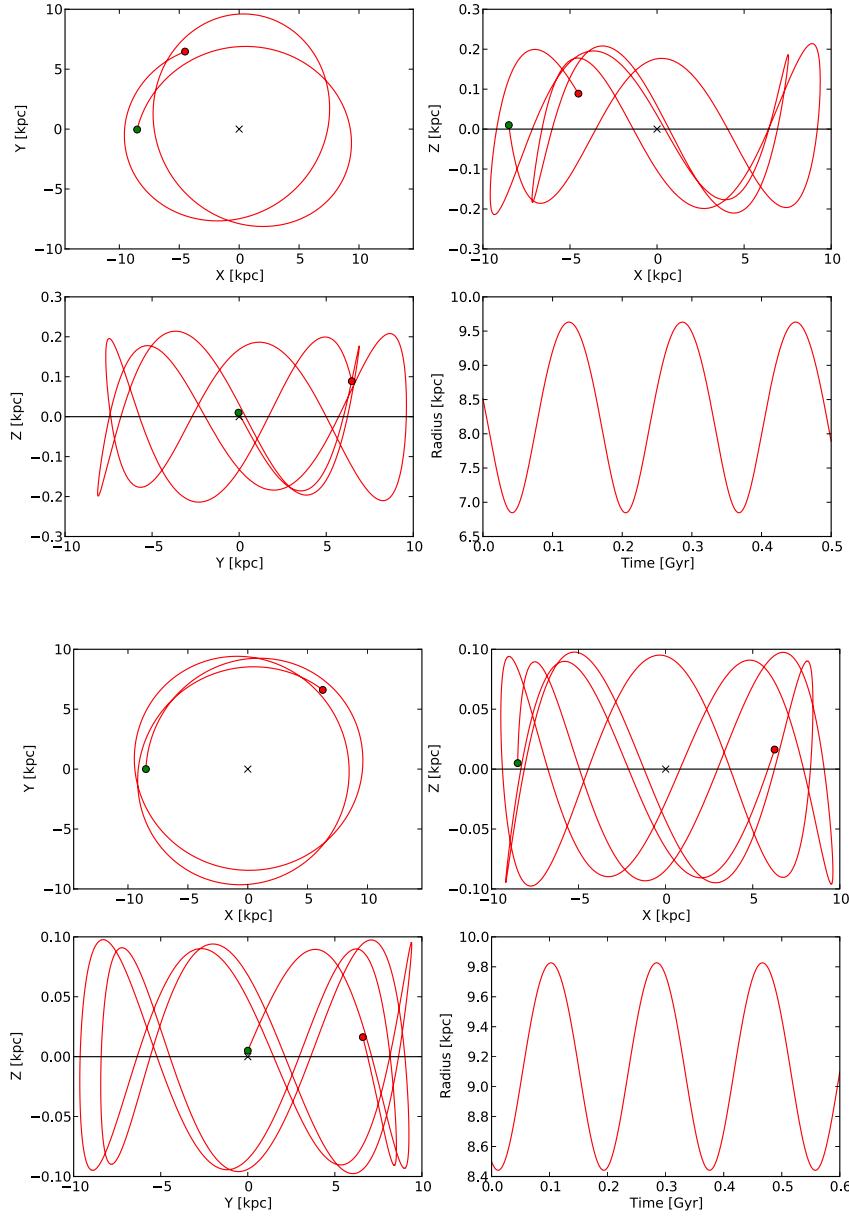 10
5
0
−5
−10
Y [kpc]
−10 −5 0 5 10
X [kpc]
0.3
0.2
0.1
0.0
−0.1
−0.2
−0.3
Z [kpc]
−10 −5 0 5 10
X [kpc]
0.3
0.2
0.1
0.0
−0.1
−0.2
−0.3
Z [kpc]
−10 −5 0 5 10
Y [kpc]
10.0
9.5
9.0
8.5
8.0
7.5
7.0
6.5
Radius [kpc]
0.0 0.1 0.2 0.3 0.4 0.5
Time [Gyr]
10
5
0
−5
−10
Y [kpc]
−10 −5 0 5 10
X [kpc]
0.10
0.05
0.00
−0.05
−0.10
Z [kpc]
−10 −5 0 5 10
X [kpc]
0.10
0.05
0.00
−0.05
−0.10
Z [kpc]
−10 −5 0 5 10
Y [kpc]
10.0
9.8
9.6
9.4
9.2
9.0
8.8
8.6
8.4
Radius [kpc]
0.0 0.1 0.2 0.3 0.4 0.5 0.6
Time [Gyr]